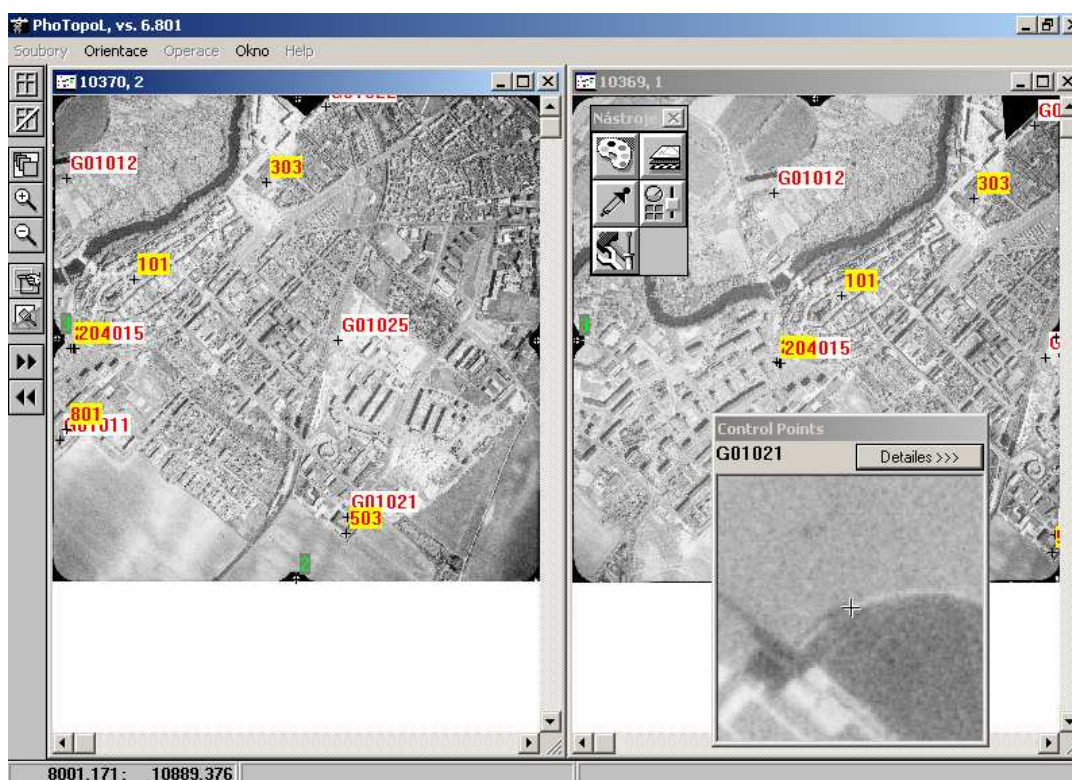 PhoTopoL, vs. 6.801
Soubory Orientace Operace Okno Help
10370, 2
G01012
303
101
G01025
204015
801
G01011
G01021
503
2
10369, 1
Nástroje
303
G01012
101
204015
Control Points
G01021
Detailes >>>
8001.171; 10889.376